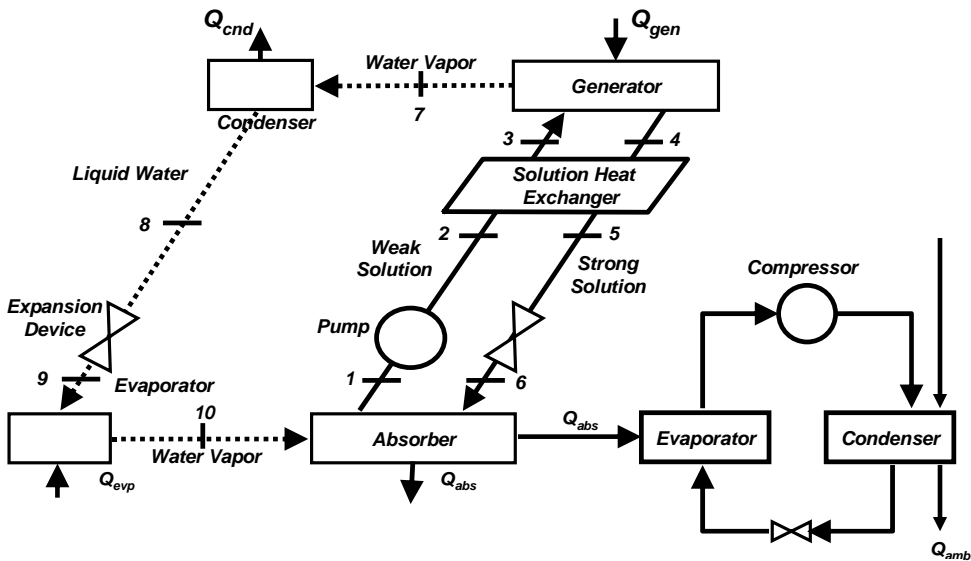 Q_cnd
Q_gen
Water Vapor
7
Generator
Condenser
3
4
Solution Heat
Exchanger
Liquid Water
8
2
5
Weak
Solution
Strong
Solution
Compressor
Expansion
Device
Pump
9
Evaporator
1
6
10
Water Vapor
Absorber
Q_abs
Evaporator
Condenser
Q_evp
Q_abs
Q_amb